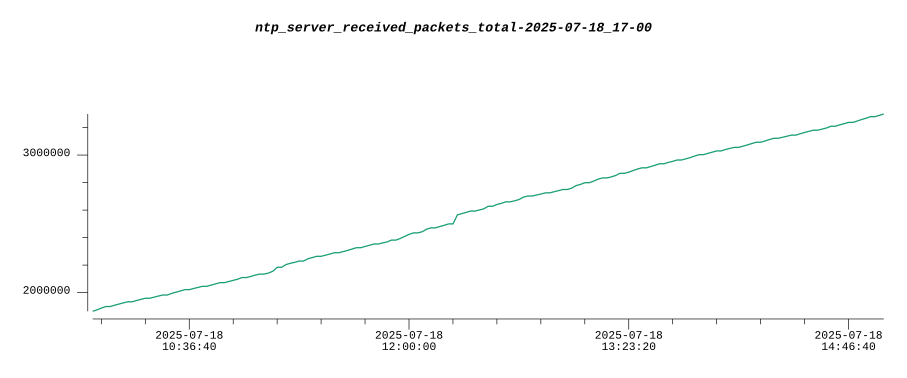 ntp_server_received_packets_total-2025-07-18_17-00
3000000
2000000
2025-07-18 2025-07-18 2025-07-18 2025-07-18
10:36:40 12:00:00 13:23:20 14:46:40